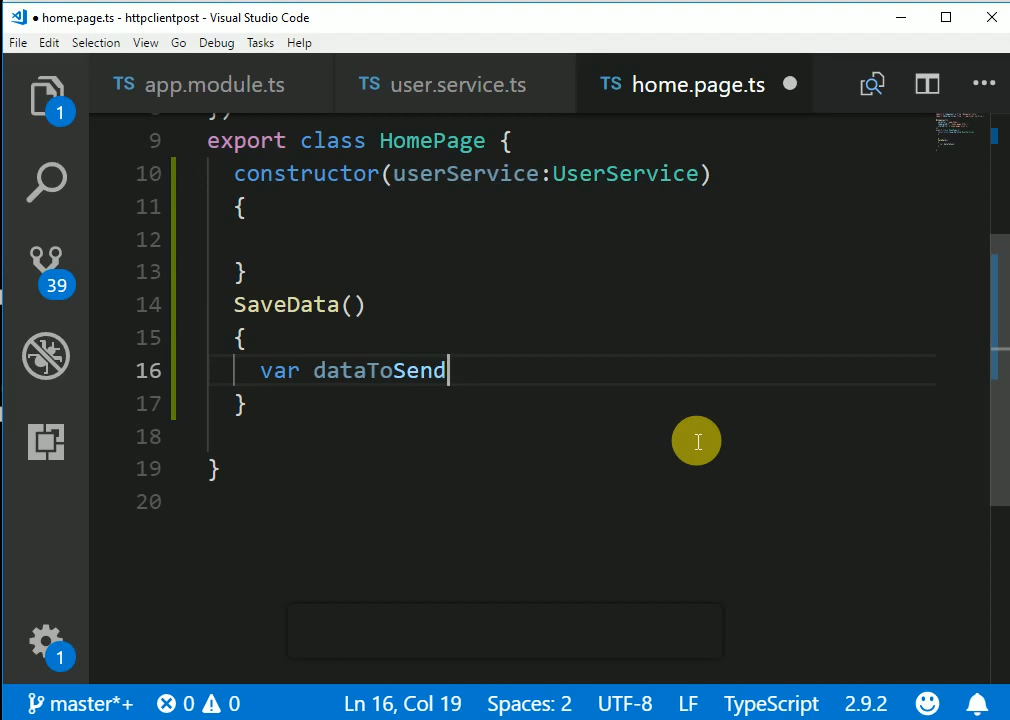 ● home.page.ts - httpclientpost - Visual Studio Code
File Edit Selection View Go Debug Tasks Help
1
TS app.module.ts TS user.service.ts TS home.page.ts ●
9 export class HomePage {
10 constructor(userService:UserService)
11 {
12
13 }
14 SaveData()
15 {
16 var dataToSend
17 }
18
19 }
20
39
1
master*+ 0 0 Ln 16, Col 19 Spaces: 2 UTF-8 LF TypeScript 2.9.2